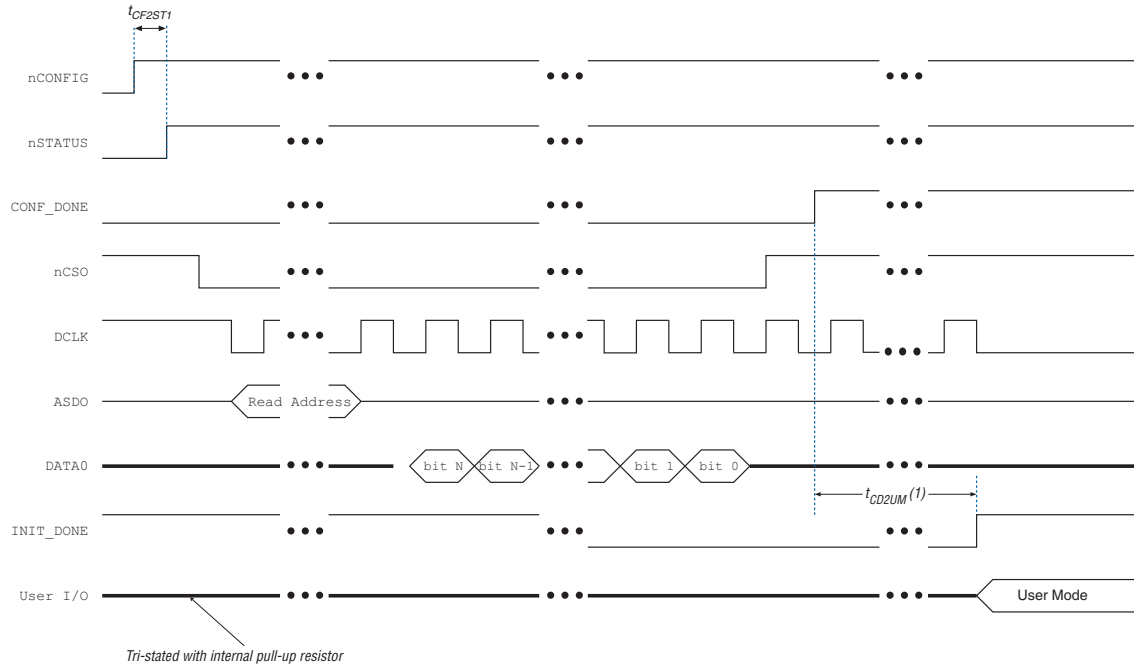 tCF2ST1
nCONFIG
nSTATUS
CONF_DONE
nCSO
DCLK
ASDO
Read Address
DATA0
bit N
bit N-1
bit 1
bit 0
tCD2UM (1)
INIT_DONE
User I/O
User Mode
Tri-stated with internal pull-up resistor